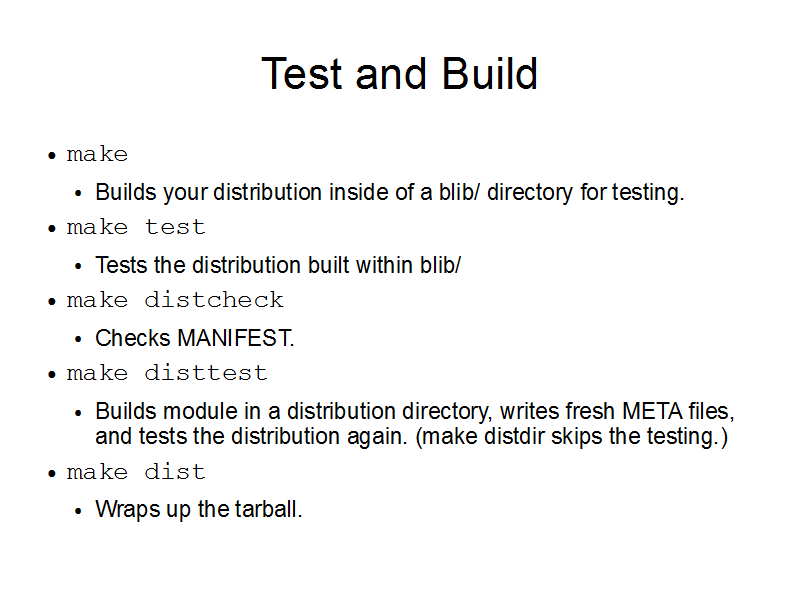 Test and Build
• make
• Builds your distribution inside of a blib/ directory for testing.
• make test
• Tests the distribution built within blib/
• make distcheck
• Checks MANIFEST.
• make disttest
• Builds module in a distribution directory, writes fresh META files,
and tests the distribution again. (make distdir skips the testing.)
• make dist
• Wraps up the tarball.